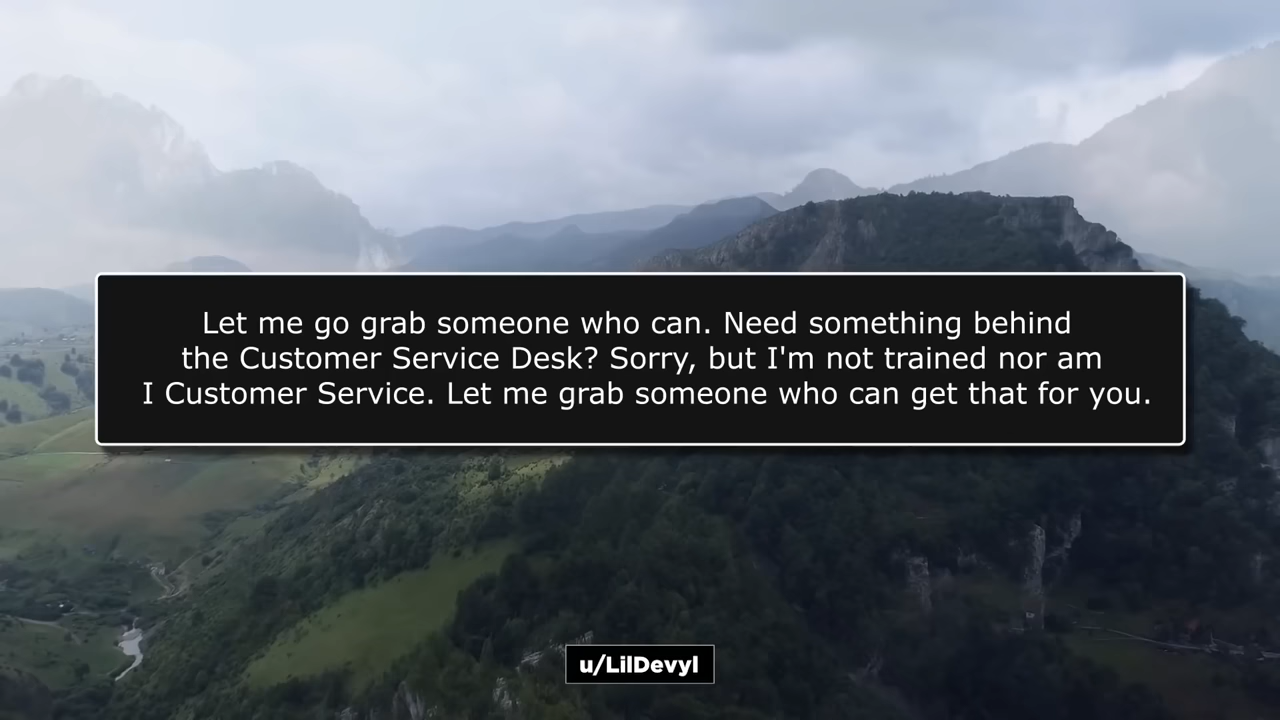 Let me go grab someone who can. Need something behind
the Customer Service Desk? Sorry, but I'm not trained nor am
I Customer Service. Let me grab someone who can get that for you.
u/LilDevyl